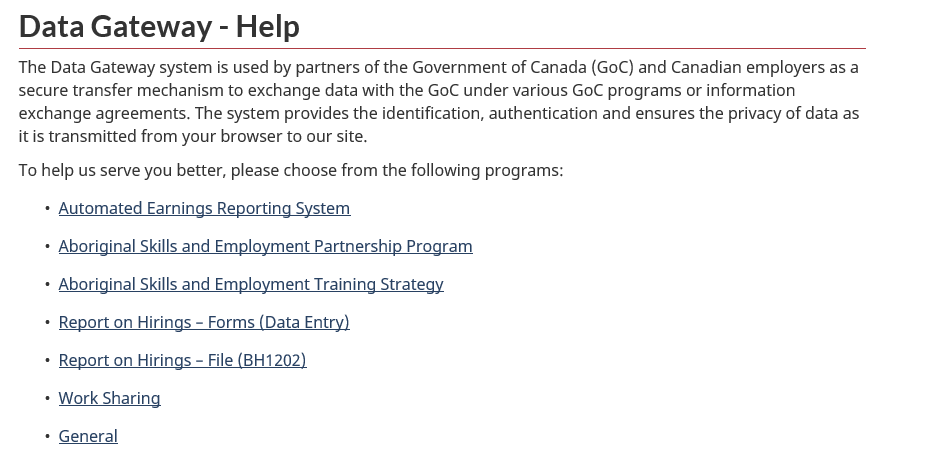 Data Gateway - Help
The Data Gateway system is used by partners of the Government of Canada (GoC) and Canadian employers as a
secure transfer mechanism to exchange data with the GoC under various GoC programs or information
exchange agreements. The system provides the identification, authentication and ensures the privacy of data as
it is transmitted from your browser to our site.
To help us serve you better, please choose from the following programs:
• Automated Earnings Reporting System
• Aboriginal Skills and Employment Partnership Program
• Aboriginal Skills and Employment Training Strategy
• Report on Hirings – Forms (Data Entry)
• Report on Hirings – File (BH1202)
• Work Sharing
• General